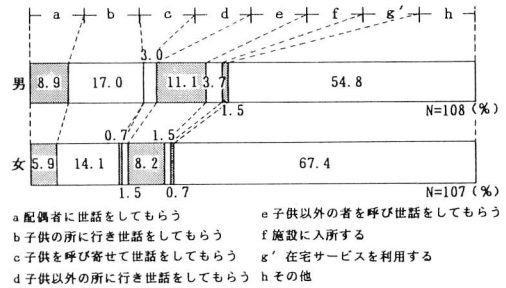 a b c d e f g′ h
3.0
男 8.9 17.0 11.1 3.7 54.8
1.5
N=108 (%)
0.7 1.5
女 5.9 14.1 8.2 67.4
1.5 0.7
N=107 (%)
a 配偶者に世話をしてもらう
b 子供の所に行き世話をしてもらう
c 子供を呼び寄せて世話をしてもらう
d 子供以外の所に行き世話をしてもらう
e 子供以外の者を呼び世話をしてもらう
f 施設に入所する
g′ 在宅サービスを利用する
h その他